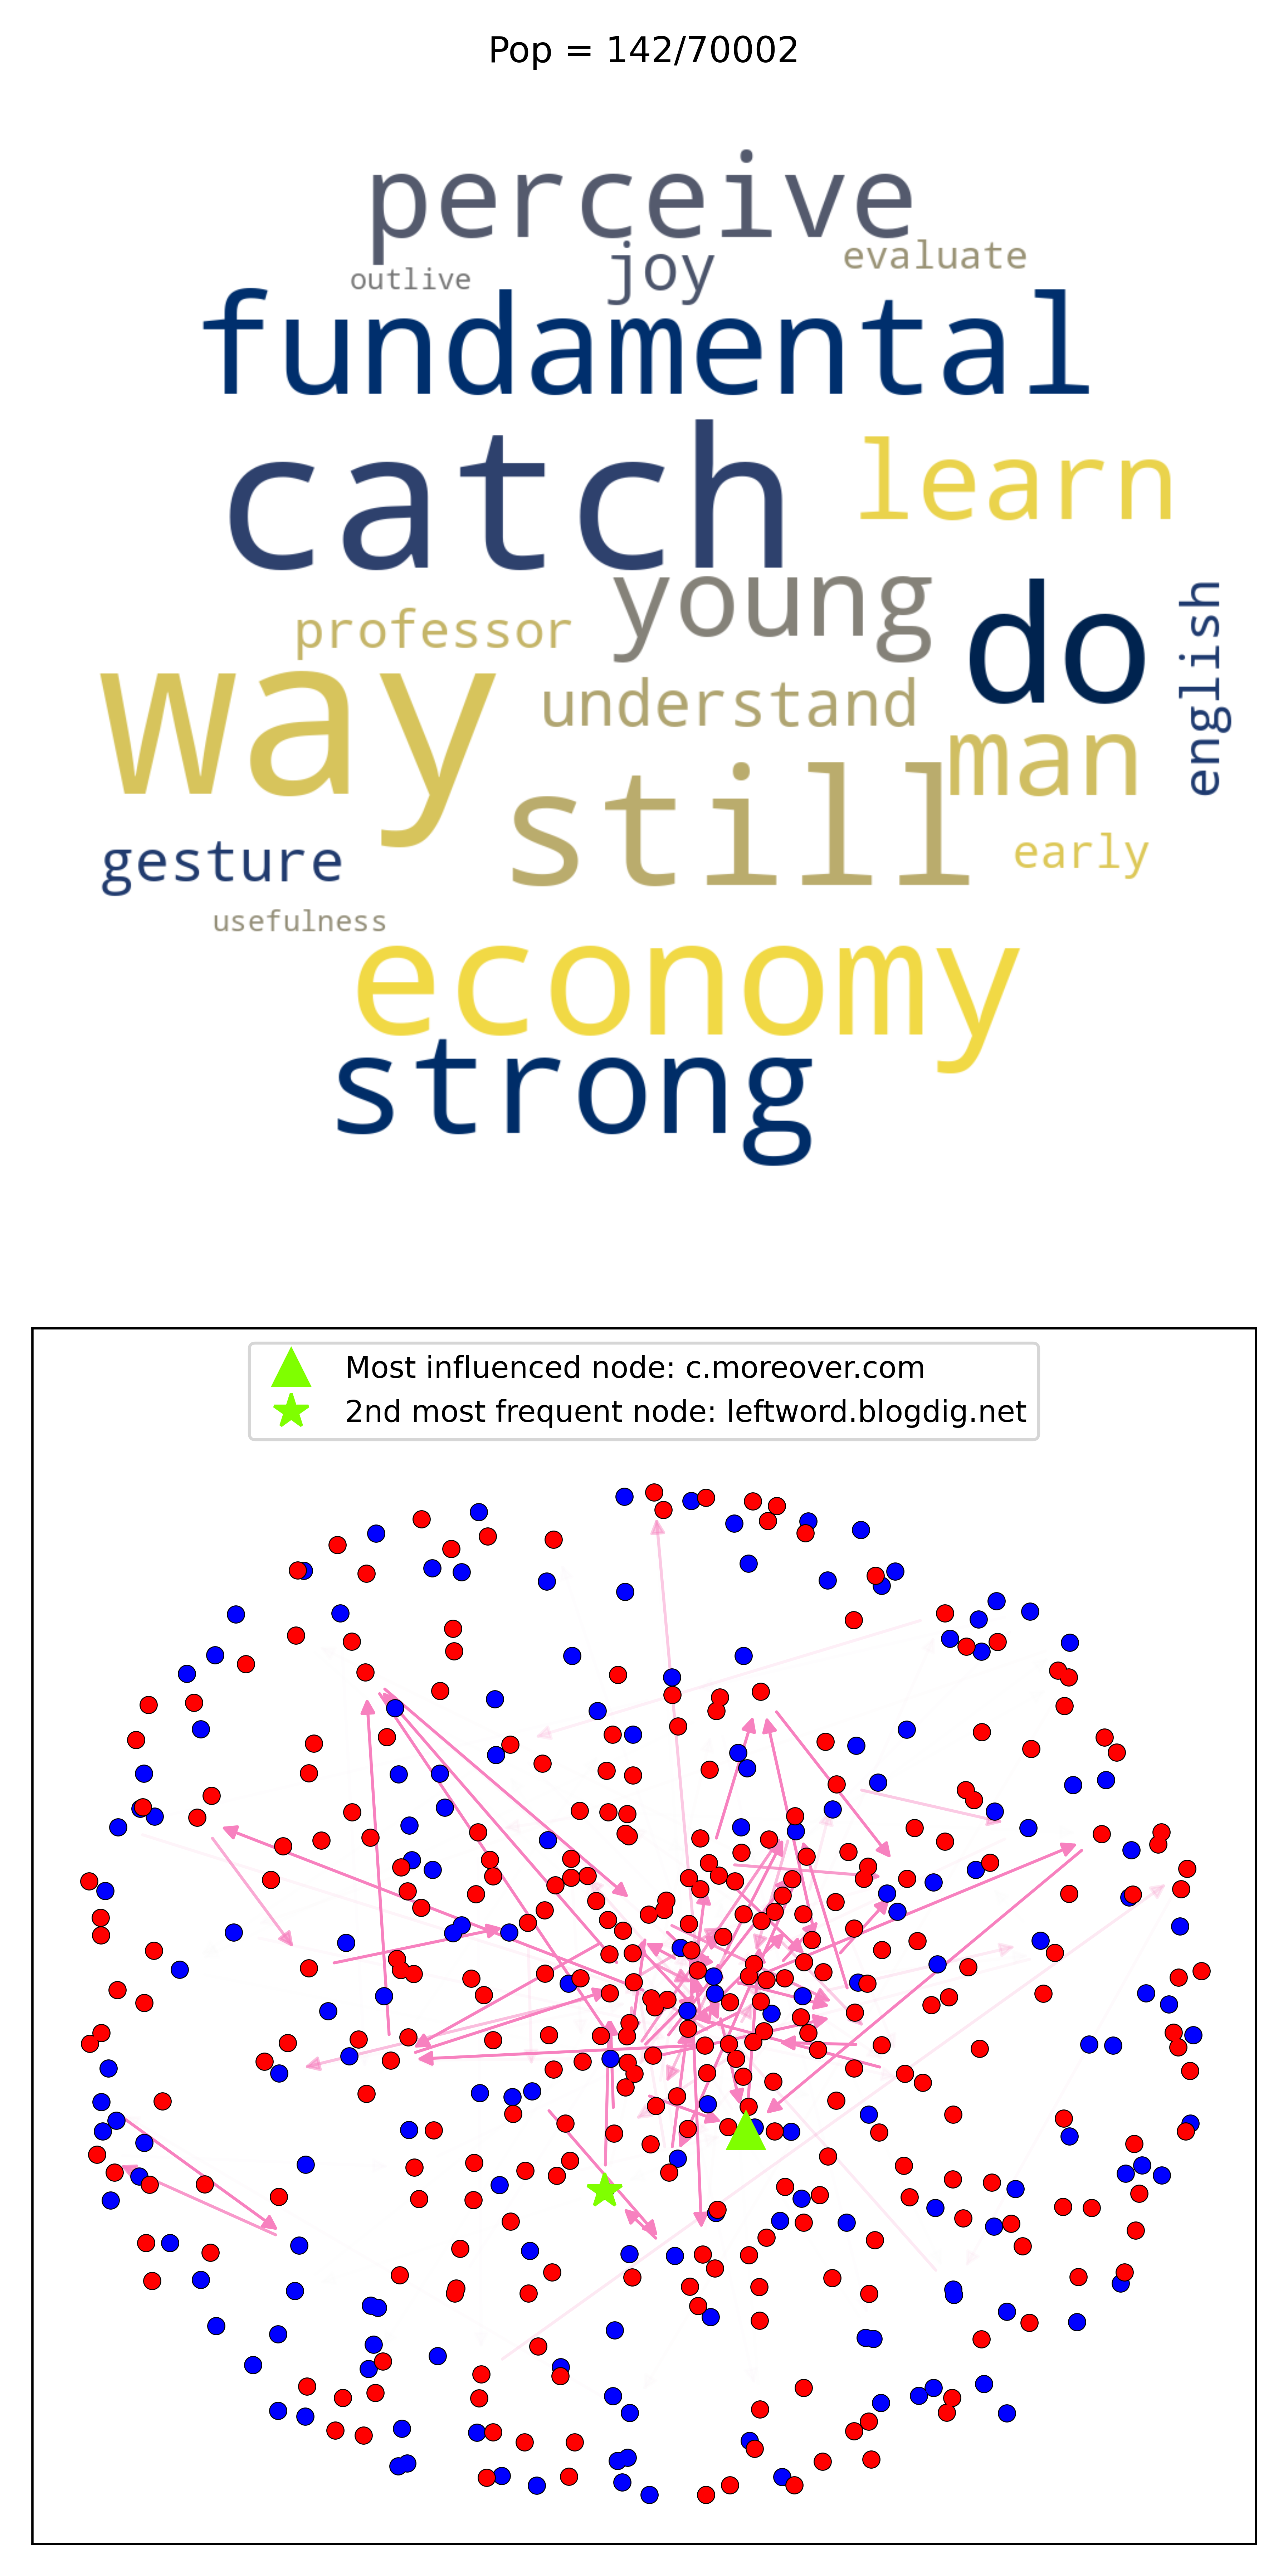 Pop = 142/70002
perceive
outlive joy evaluate
fundamental
catch learn
professor young do english
way understand man
still
gesture early
usefulness
economy
strong
Most influenced node: c.moreover.com
2nd most frequent node: leftword.blogdig.net